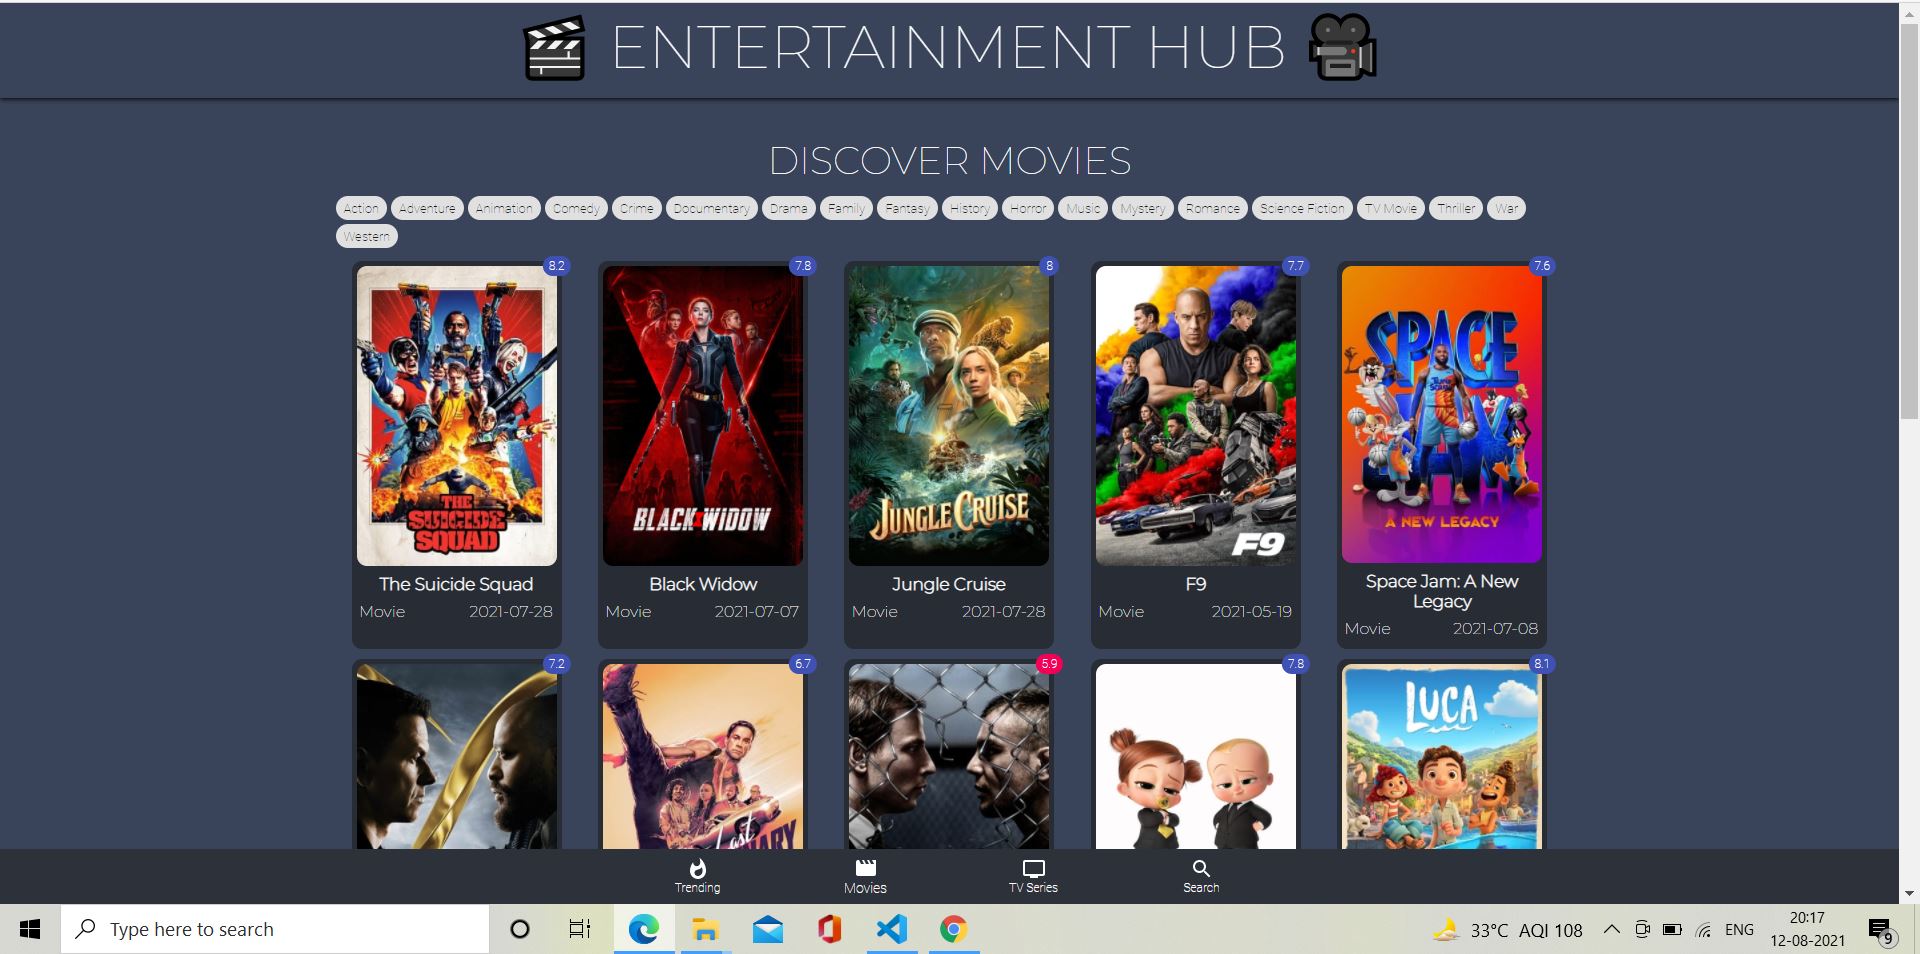 ENTERTAINMENT HUB
DISCOVER MOVIES
Action Adventure Animation Comedy Crime Documentary Drama Family Fantasy History Horror Music Mystery Romance Science Fiction TV Movie Thriller War
Western
8.2 7.8 8 7.7 7.6
THE SUICIDE SQUAD
BLACK WIDOW
JUNGLE CRUISE
F9
SPACE JAM
TUNE SQUAD
A NEW LEGACY
The Suicide Squad
Movie 2021-07-28
Black Widow
Movie 2021-07-07
Jungle Cruise
Movie 2021-07-28
F9
Movie 2021-05-19
Space Jam: A New
Legacy
Movie 2021-07-08
7.2 6.7 5.9 7.8 8.1
Last
LUCA
Trending Movies TV Series Search
Type here to search
33°C AQI 108
ENG
20:17
12-08-2021
9